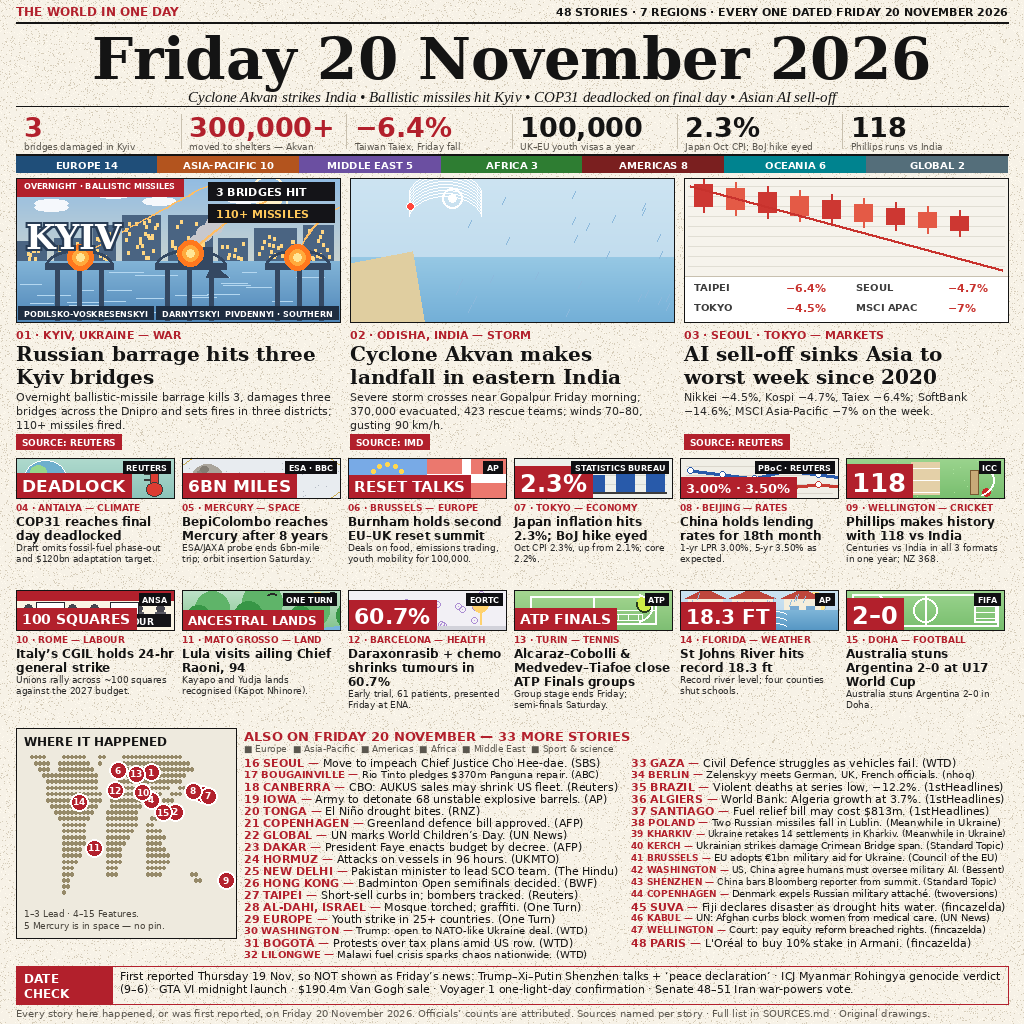 THE WORLD IN ONE DAY
48 STORIES · 7 REGIONS · EVERY ONE DATED FRIDAY 20 NOVEMBER 2026
Friday 20 November 2026
Cyclone Akvan strikes India • Ballistic missiles hit Kyiv • COP31 deadlocked on final day • Asian AI sell-off
3
bridges damaged in Kyiv
300,000+
moved to shelters — Akvan
−6.4%
Taiwan Taiex, Friday fall
100,000
UK–EU youth visas a year
2.3%
Japan Oct CPI; BoJ hike eyed
118
Phillips runs vs India
EUROPE 14
ASIA-PACIFIC 10
MIDDLE EAST 5
AFRICA 3
AMERICAS 8
OCEANIA 6
GLOBAL 2
OVERNIGHT · BALLISTIC MISSILES
3 BRIDGES HIT
110+ MISSILES
KYIV
PODILSKO-VOSKRESENSKYI
DARNYTSKYI
PIVDENNYI · SOUTHERN
TAIPEI −6.4% SEOUL −4.7%
TOKYO −4.5% MSCI APAC −7%
01 · KYIV, UKRAINE — WAR
Russian barrage hits three
Kyiv bridges
Overnight ballistic-missile barrage kills 3, damages three
bridges across the Dnipro and sets fires in three districts;
110+ missiles fired.
SOURCE: REUTERS
02 · ODISHA, INDIA — STORM
Cyclone Akvan makes
landfall in eastern India
Severe storm crosses near Gopalpur Friday morning;
370,000 evacuated, 423 rescue teams; winds 70–80,
gusting 90 km/h.
SOURCE: IMD
03 · SEOUL · TOKYO — MARKETS
AI sell-off sinks Asia to
worst week since 2020
Nikkei −4.5%, Kospi −4.7%, Taiex −6.4%; SoftBank
−14.6%; MSCI Asia-Pacific −7% on the week.
SOURCE: REUTERS
REUTERS
DEADLOCK
04 · ANTALYA — CLIMATE
COP31 reaches final
day deadlocked
Draft omits fossil-fuel phase-out
and $120bn adaptation target.
ESA · BBC
6BN MILES
05 · MERCURY — SPACE
BepiColombo reaches
Mercury after 8 years
ESA/JAXA probe ends 6bn-mile
trip; orbit insertion Saturday.
AP
RESET TALKS
06 · BRUSSELS — EUROPE
Burnham holds second
EU–UK reset summit
Deals on food, emissions trading,
youth mobility for 100,000.
STATISTICS BUREAU
2.3%
07 · TOKYO — ECONOMY
Japan inflation hits
2.3%; BoJ hike eyed
Oct CPI 2.3%, up from 2.1%; core
2.2%.
PBoC · REUTERS
3.00% · 3.50%
08 · BEIJING — RATES
China holds lending
rates for 18th month
1-yr LPR 3.00%, 5-yr 3.50% as
expected.
ICC
118
09 · WELLINGTON — CRICKET
Phillips makes history
with 118 vs India
Centuries vs India in all 3 formats
in one year; NZ 368.
ANSA
100 SQUARES
10 · ROME — LABOUR
Italy's CGIL holds 24-hr
general strike
Unions rally across ~100 squares
against the 2027 budget.
ONE TURN
ANCESTRAL LANDS
11 · MATO GROSSO — LAND
Lula visits ailing Chief
Raoni, 94
Kayapo and Yudja lands
recognised (Kapot Nhinore).
EORTC
60.7%
12 · BARCELONA — HEALTH
Daraxonrasib + chemo
shrinks tumours in
60.7%
Early trial, 61 patients, presented
Friday at ENA.
ATP
ATP FINALS
13 · TURIN — TENNIS
Alcaraz–Cobolli &
Medvedev–Tiafoe close
ATP Finals groups
Group stage ends Friday;
semi-finals Saturday.
AP
18.3 FT
14 · FLORIDA — WEATHER
St Johns River hits
record 18.3 ft
Record river level; four counties
shut schools.
FIFA
2–0
15 · DOHA — FOOTBALL
Australia stuns
Argentina 2–0 at U17
World Cup
Australia stuns Argentina 2–0 in
Doha.
WHERE IT HAPPENED
6 13 1
12 10 4 8 7
14 15 2
11
9
1–3 Lead · 4–15 Features.
5 Mercury is in space — no pin.
ALSO ON FRIDAY 20 NOVEMBER — 33 MORE STORIES
Europe Asia-Pacific Americas Africa Middle East Sport & science
16 SEOUL — Move to impeach Chief Justice Cho Hee-dae. (SBS)
17 BOUGAINVILLE — Rio Tinto pledges $370m Panguna repair. (ABC)
18 CANBERRA — CBO: AUKUS sales may shrink US fleet. (Reuters)
19 IOWA — Army to detonate 68 unstable explosive barrels. (AP)
20 TONGA — El Niño drought bites. (RNZ)
21 COPENHAGEN — Greenland defence bill approved. (AFP)
22 GLOBAL — UN marks World Children's Day. (UN News)
23 DAKAR — President Faye enacts budget by decree. (AFP)
24 HORMUZ — Attacks on vessels in 96 hours. (UKMTO)
25 NEW DELHI — Pakistan minister to lead SCO team. (The Hindu)
26 HONG KONG — Badminton Open semifinals decided. (BWF)
27 TAIPEI — Short-sell curbs in; bombers tracked. (Reuters)
28 AL-DAHI, ISRAEL — Mosque torched; graffiti. (One Turn)
29 EUROPE — Youth strike in 25+ countries. (One Turn)
30 WASHINGTON — Trump: open to NATO-like Ukraine deal. (WTD)
31 BOGOTÁ — Protests over tax plans amid US row. (WTD)
32 LILONGWE — Malawi fuel crisis sparks chaos nationwide. (WTD)
33 GAZA — Civil Defence struggles as vehicles fail. (WTD)
34 BERLIN — Zelenskyy meets German, UK, French officials. (nhoq)
35 BRAZIL — Violent deaths at series low, −12.2%. (1stHeadlines)
36 ALGIERS — World Bank: Algeria growth at 3.7%. (1stHeadlines)
37 SANTIAGO — Fuel relief bill may cost $813m. (1stHeadlines)
38 POLAND — Two Russian missiles fall in Lublin. (Meanwhile in Ukraine)
39 KHARKIV — Ukraine retakes 14 settlements in Kharkiv. (Meanwhile in Ukraine)
40 KERCH — Ukrainian strikes damage Crimean Bridge span. (Standard Topic)
41 BRUSSELS — EU adopts €1bn military aid for Ukraine. (Council of the EU)
42 WASHINGTON — US, China agree humans must oversee military AI. (Bessent)
43 SHENZHEN — China bars Bloomberg reporter from summit. (Standard Topic)
44 COPENHAGEN — Denmark expels Russian military attaché. (twoversions)
45 SUVA — Fiji declares disaster as drought hits water. (fincazelda)
46 KABUL — UN: Afghan curbs block women from medical care. (UN News)
47 WELLINGTON — Court: pay equity reform breached rights. (fincazelda)
48 PARIS — L'Oréal to buy 10% stake in Armani. (fincazelda)
DATE
CHECK
First reported Thursday 19 Nov, so NOT shown as Friday's news: Trump–Xi–Putin Shenzhen talks + 'peace declaration' · ICJ Myanmar Rohingya genocide verdict
(9–6) · GTA VI midnight launch · $190.4m Van Gogh sale · Voyager 1 one-light-day confirmation · Senate 48–51 Iran war-powers vote.
Every story here happened, or was first reported, on Friday 20 November 2026. Officials' counts are attributed. Sources named per story · Full list in SOURCES.md · Original drawings.